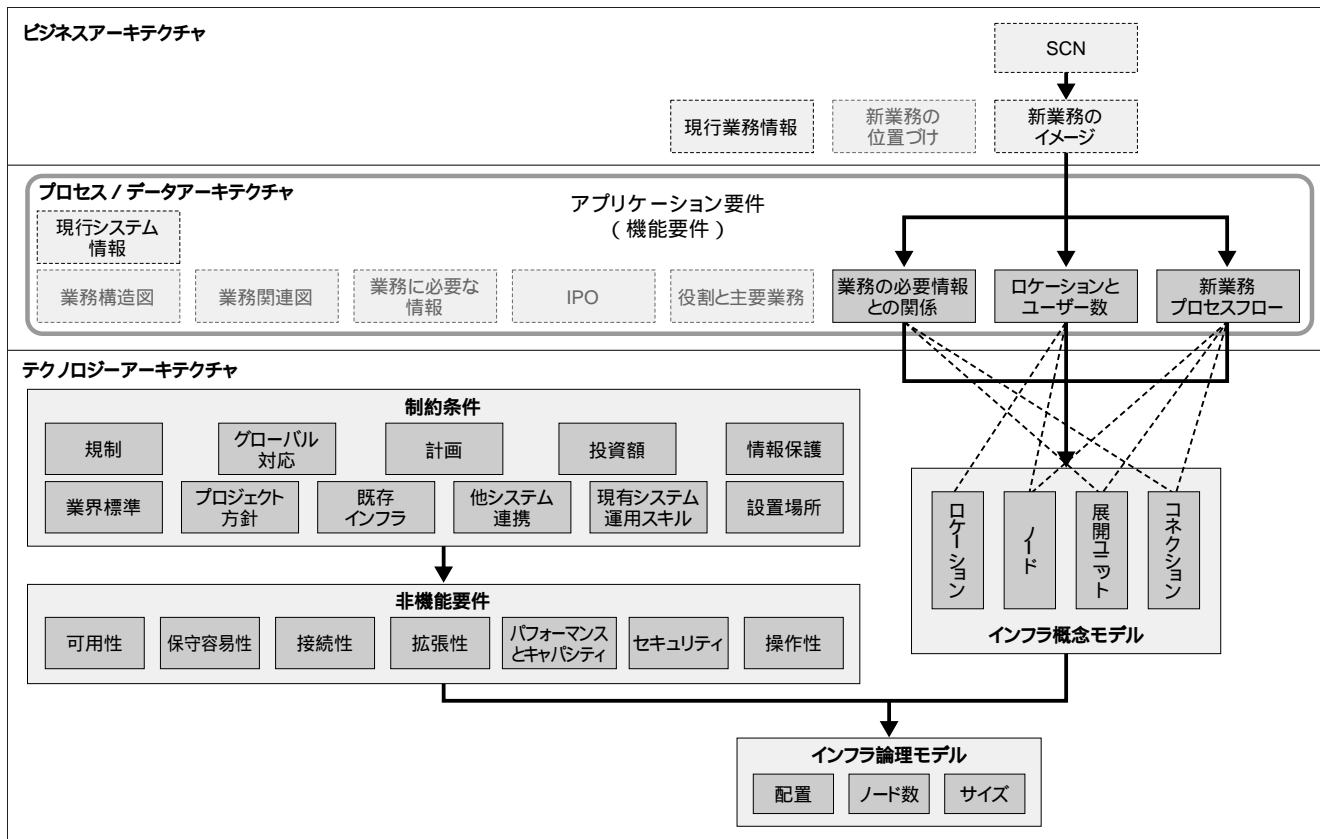 ビジネスアーキテクチャ
SCN
現行業務情報
新業務の
位置づけ
新業務の
イメージ
プロセス / データアーキテクチャ
アプリケーション要件
( 機能要件 )
現行システム
情報
業務構造図
業務関連図
業務に必要な
情報
IPO
役割と主要業務
業務の必要情報
との関係
ロケーションと
ユーザー数
新業務
プロセスフロー
テクノロジーアーキテクチャ
制約条件
規制
グローバル
対応
計画
投資額
情報保護
業界標準
プロジェクト
方針
既存
インフラ
他システム
連携
現有システム
運用スキル
設置場所
ロケーション
ノード
展開ユニット
コネクション
インフラ概念モデル
非機能要件
可用性
保守容易性
接続性
拡張性
パフォーマンス
とキャパシティ
セキュリティ
操作性
インフラ論理モデル
配置
ノード数
サイズ